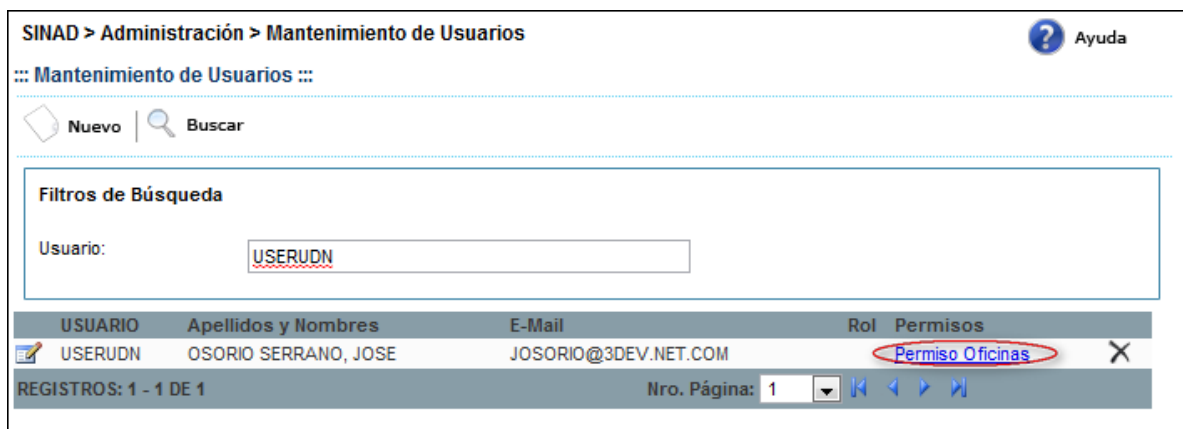 SINAD > Administración > Mantenimiento de Usuarios
Ayuda
::: Mantenimiento de Usuarios :::
Nuevo Buscar
Filtros de Búsqueda
Usuario: USERUDN
USUARIO Apellidos y Nombres E-Mail Rol Permisos
USERUDN OSORIO SERRANO, JOSE JOSORIO@3DEV.NET.COM Permiso Oficinas
REGISTROS: 1 - 1 DE 1 Nro. Página: 1